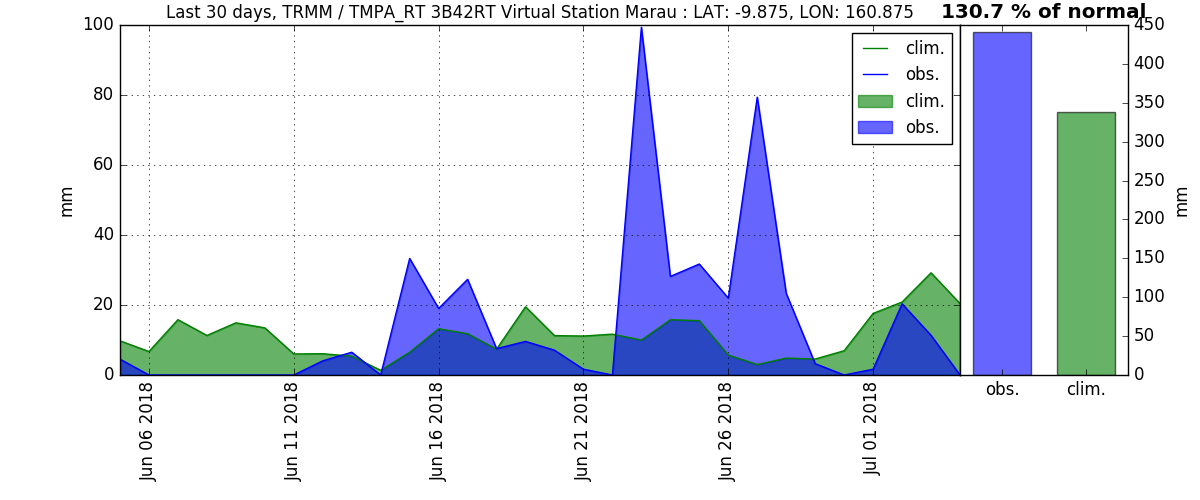 Last 30 days, TRMM / TMPA_RT 3B42RT Virtual Station Marau : LAT: -9.875, LON: 160.875
130.7 % of normal
100
80
60
40
20
0
mm
clim.
obs.
clim.
obs.
450
400
350
300
250
200
150
100
50
0
mm
Jun 06 2018
Jun 11 2018
Jun 16 2018
Jun 21 2018
Jun 26 2018
Jul 01 2018
obs.
clim.